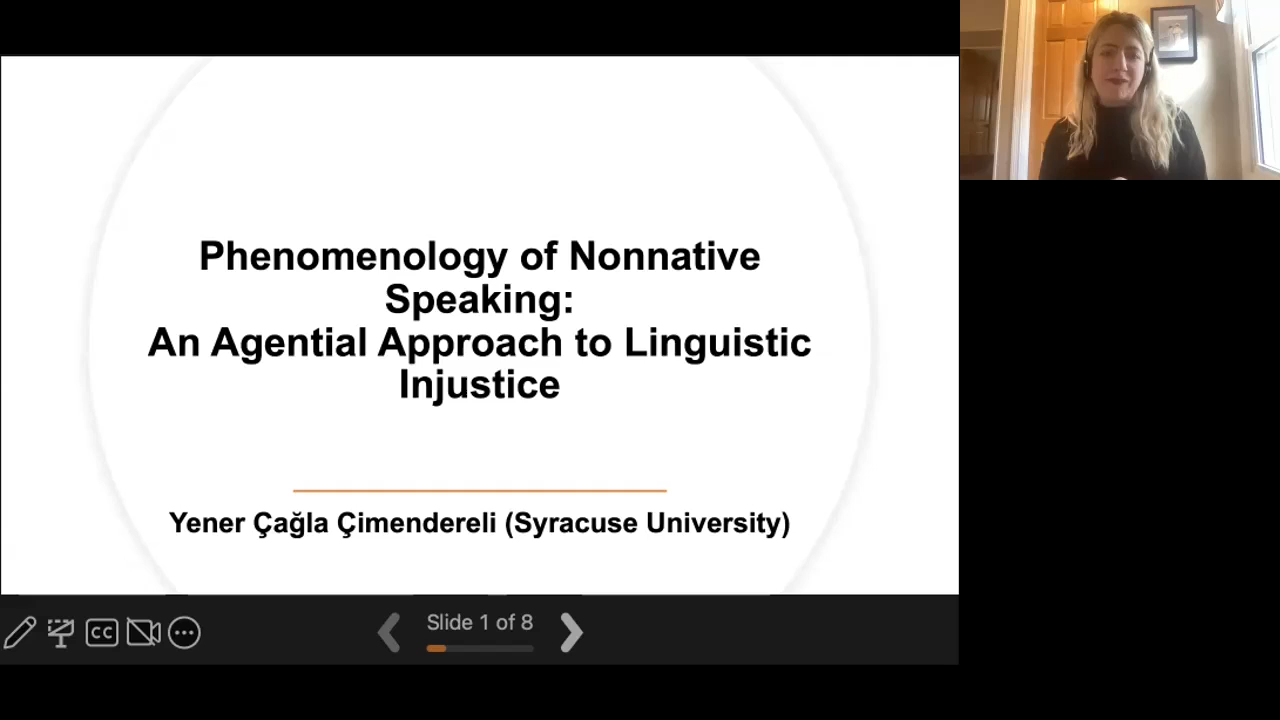 Phenomenology of Nonnative
Speaking:
An Agential Approach to Linguistic
Injustice
Yener Çağla Çimendereli (Syracuse University)
CC
Slide 1 of 8